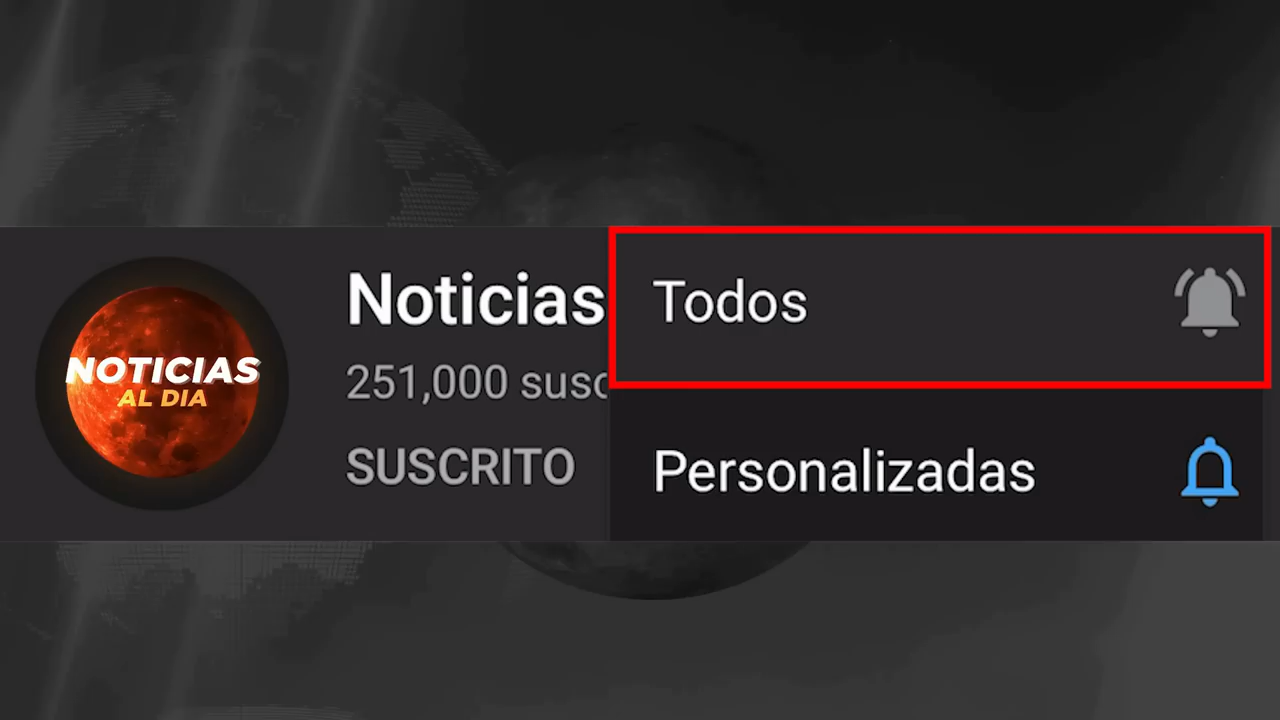 NOTICIAS
AL DIA
Noticias
251,000 susc
SUSCRITO
Todos
Personalizadas